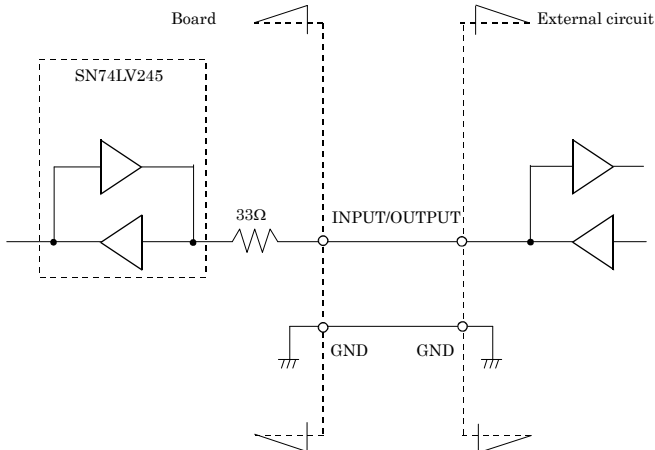 Board
External circuit
SN74LV245
33Ω
INPUT/OUTPUT
GND
GND